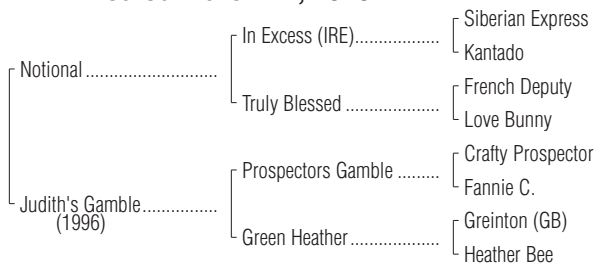 Siberian Express
In Excess (IRE)
Kantado
Notional
French Deputy
Truly Blessed
Love Bunny
Crafty Prospector
Prospectors Gamble
Fannie C.
Judith's Gamble
(1996)
Greinton (GB)
Green Heather
Heather Bee